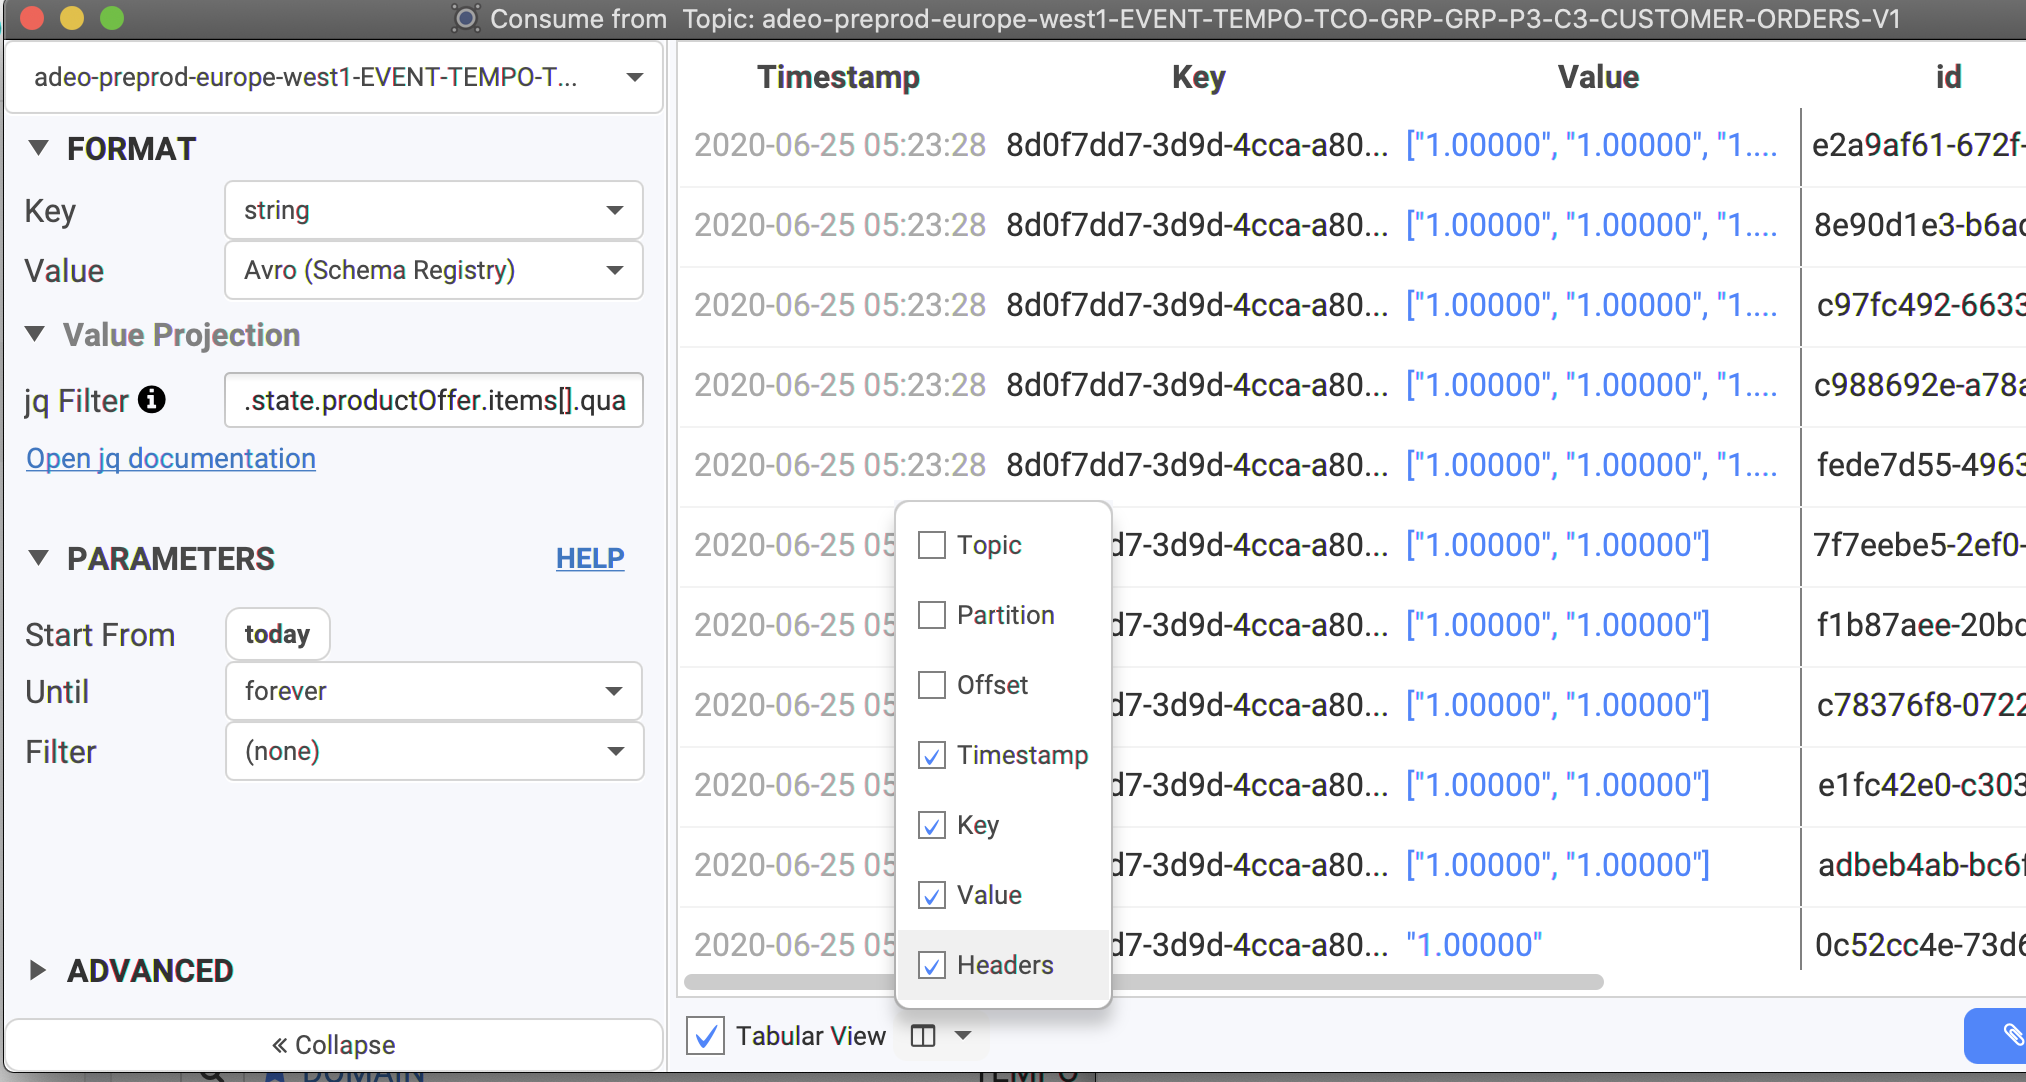 Consume from Topic: adeo-preprod-europe-west1-EVENT-TEMPO-TCO-GRP-GRP-P3-C3-CUSTOMER-ORDERS-V1
adeo-preprod-europe-west1-EVENT-TEMPO-T...
FORMAT
Key string
Value Avro (Schema Registry)
Value Projection
jq Filter .state.productOffer.items[].qua
Open jq documentation
PARAMETERS HELP
Start From today
Until forever
Filter (none)
ADVANCED
« Collapse
Timestamp Key Value id
2020-06-25 05:23:28 8d0f7dd7-3d9d-4cca-a80... ["1.00000", "1.00000", "1.... e2a9af61-672f-
2020-06-25 05:23:28 8d0f7dd7-3d9d-4cca-a80... ["1.00000", "1.00000", "1.... 8e90d1e3-b6ad
2020-06-25 05:23:28 8d0f7dd7-3d9d-4cca-a80... ["1.00000", "1.00000", "1.... c97fc492-6633
2020-06-25 05:23:28 8d0f7dd7-3d9d-4cca-a80... ["1.00000", "1.00000", "1.... c988692e-a78a
2020-06-25 05:23:28 8d0f7dd7-3d9d-4cca-a80... ["1.00000", "1.00000", "1.... fede7d55-4963
2020-06-25 05 d7-3d9d-4cca-a80... ["1.00000", "1.00000"] 7f7eebe5-2ef0-
2020-06-25 05 d7-3d9d-4cca-a80... ["1.00000", "1.00000"] f1b87aee-20bd
2020-06-25 05 d7-3d9d-4cca-a80... ["1.00000", "1.00000"] c78376f8-0722
2020-06-25 05 d7-3d9d-4cca-a80... ["1.00000", "1.00000"] e1fc42e0-c303
2020-06-25 05 d7-3d9d-4cca-a80... ["1.00000", "1.00000"] adbeb4ab-bc6f
2020-06-25 05 d7-3d9d-4cca-a80... "1.00000" 0c52cc4e-73d6
Topic
Partition
Offset
Timestamp
Key
Value
Headers
Tabular View
DOMAIN TEMPO